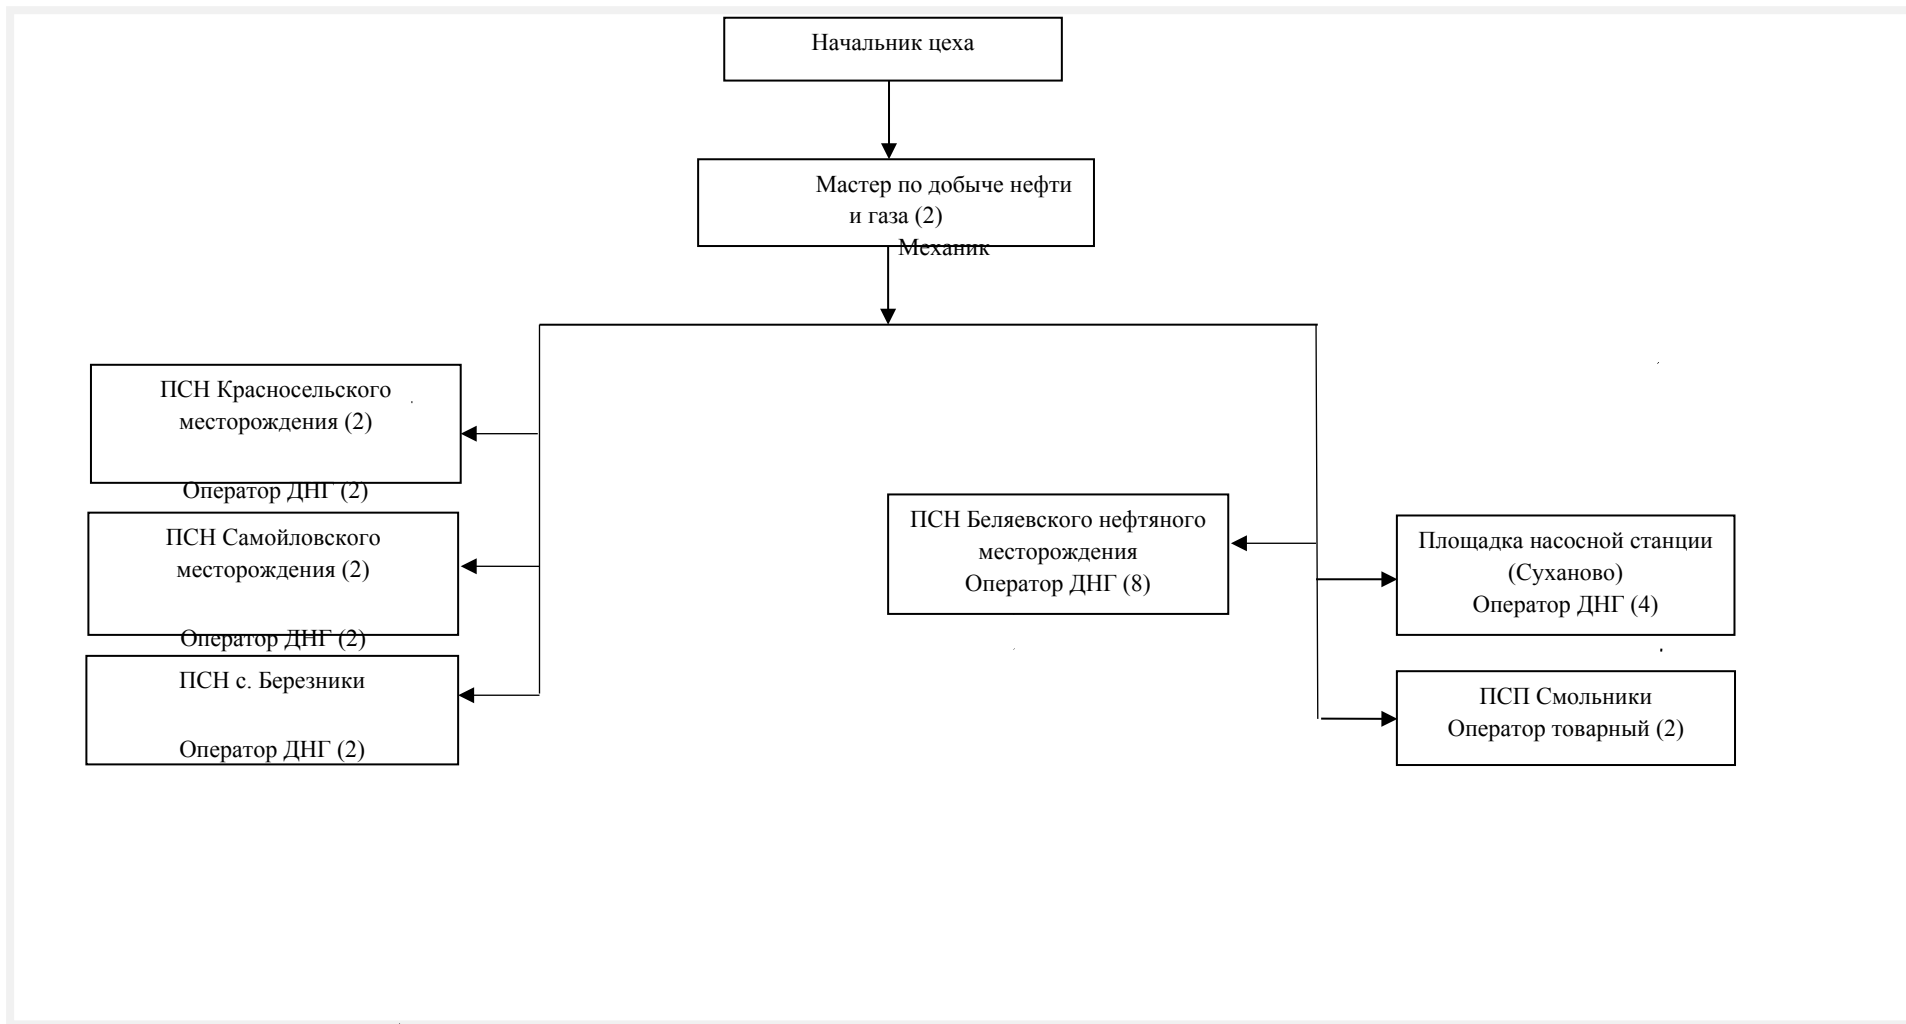 Начальник цеха
Мастер по добыче нефти
и газа (2)
Механик
ПСН Красносельского
месторождения (2)
Оператор ДНГ (2)
ПСН Самойловского
месторождения (2)
Оператор ДНГ (2)
ПСН с. Березники
Оператор ДНГ (2)
ПСН Беляевского нефтяного
месторождения
Оператор ДНГ (8)
Площадка насосной станции
(Суханово)
Оператор ДНГ (4)
ПСП Смольники
Оператор товарный (2)